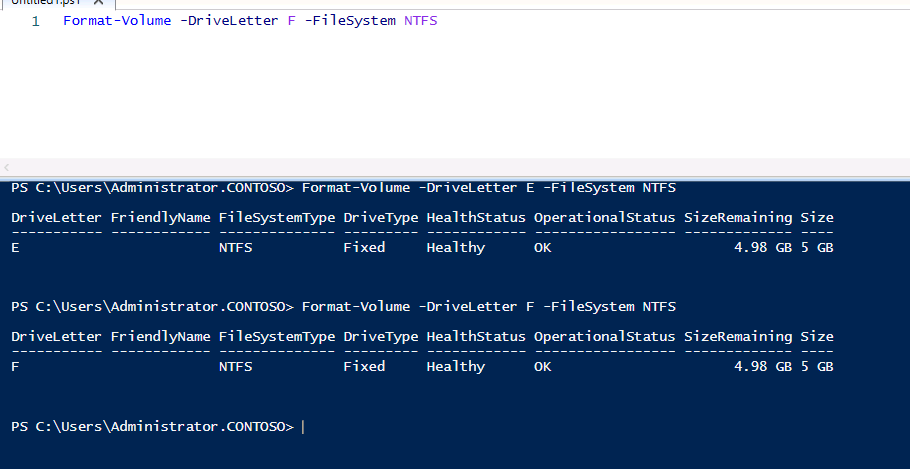 Untitled1.ps1 X
1 Format-Volume -DriveLetter F -FileSystem NTFS
PS C:\Users\Administrator.CONTOSO> Format-Volume -DriveLetter E -FileSystem NTFS
DriveLetter FriendlyName FileSystemType DriveType HealthStatus OperationalStatus SizeRemaining Size
----------- ------------ -------------- --------- ------------ ----------------- ------------- ----
E NTFS Fixed Healthy OK 4.98 GB 5 GB
PS C:\Users\Administrator.CONTOSO> Format-Volume -DriveLetter F -FileSystem NTFS
DriveLetter FriendlyName FileSystemType DriveType HealthStatus OperationalStatus SizeRemaining Size
----------- ------------ -------------- --------- ------------ ----------------- ------------- ----
F NTFS Fixed Healthy OK 4.98 GB 5 GB
PS C:\Users\Administrator.CONTOSO>